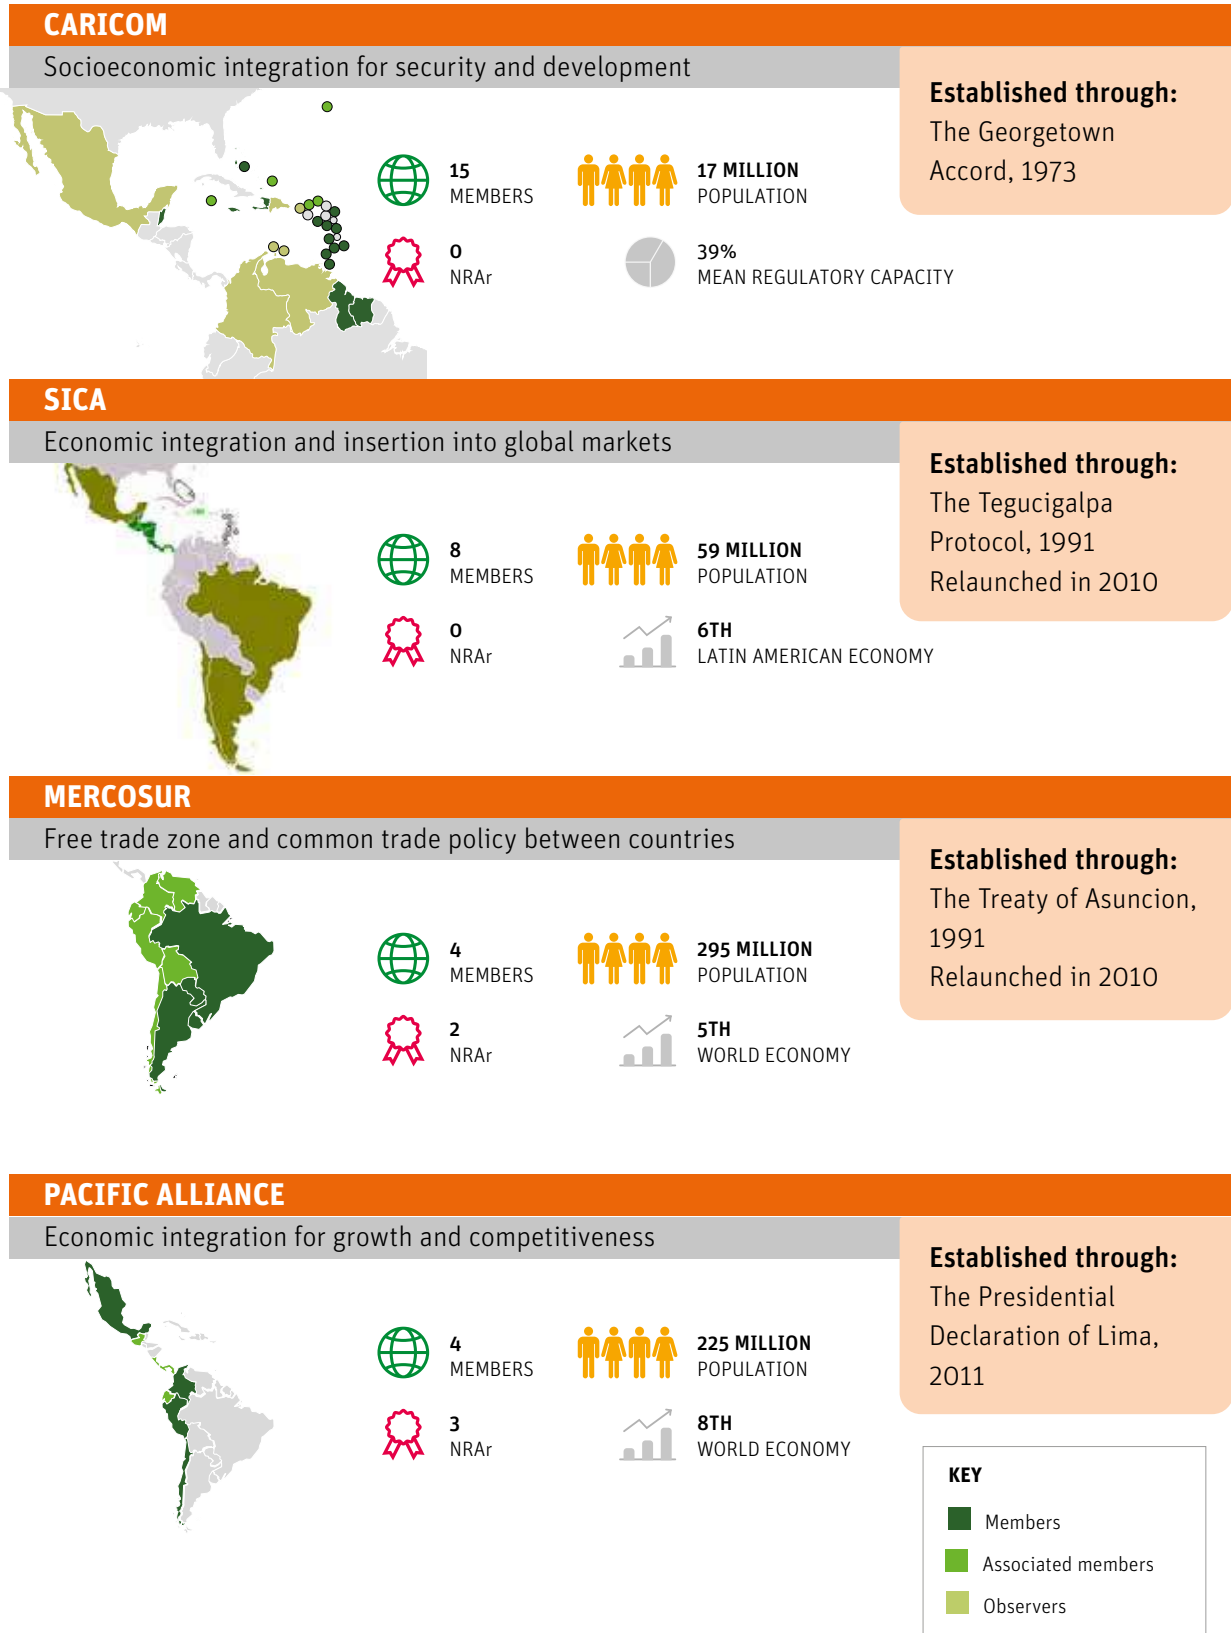 CARICOM
Socioeconomic integration for security and development
Established through:
The Georgetown
Accord, 1973
15
MEMBERS
17 MILLION
POPULATION
0
NRAr
39%
MEAN REGULATORY CAPACITY
SICA
Economic integration and insertion into global markets
Established through:
The Tegucigalpa
Protocol, 1991
Relaunched in 2010
8
MEMBERS
59 MILLION
POPULATION
0
NRAr
6TH
LATIN AMERICAN ECONOMY
MERCOSUR
Free trade zone and common trade policy between countries
Established through:
The Treaty of Asuncion,
1991
Relaunched in 2010
4
MEMBERS
295 MILLION
POPULATION
2
NRAr
5TH
WORLD ECONOMY
PACIFIC ALLIANCE
Economic integration for growth and competitiveness
Established through:
The Presidential
Declaration of Lima,
2011
4
MEMBERS
225 MILLION
POPULATION
3
NRAr
8TH
WORLD ECONOMY
KEY
Members
Associated members
Observers